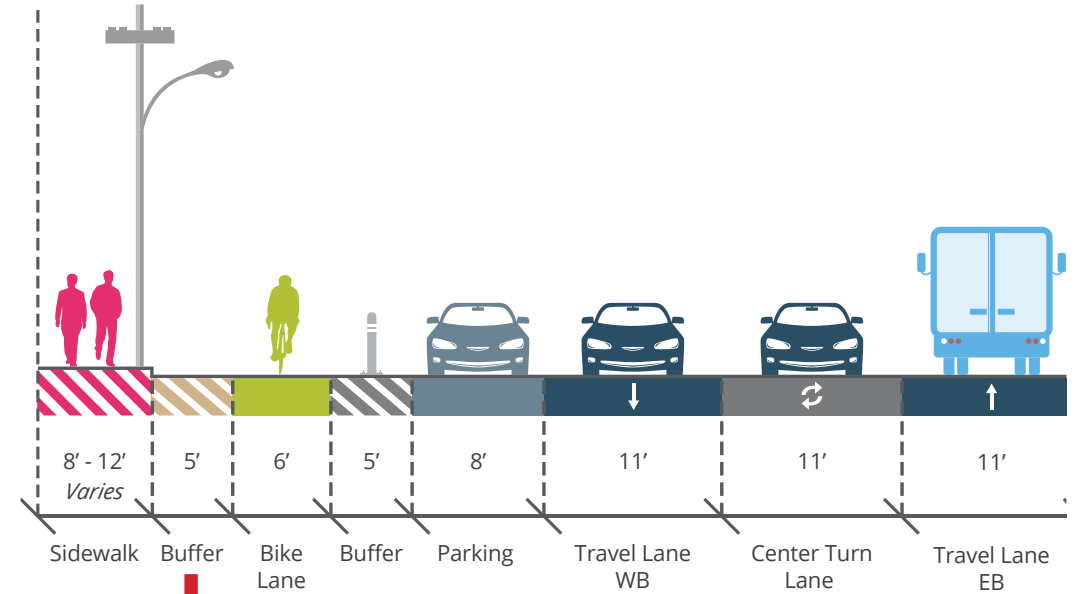 8’ - 12’
Varies
5’
6’
5’
8’
11’
11’
11’
Sidewalk
Buffer
Bike
Lane
Buffer
Parking
Travel Lane
WB
Center Turn
Lane
Travel Lane
EB